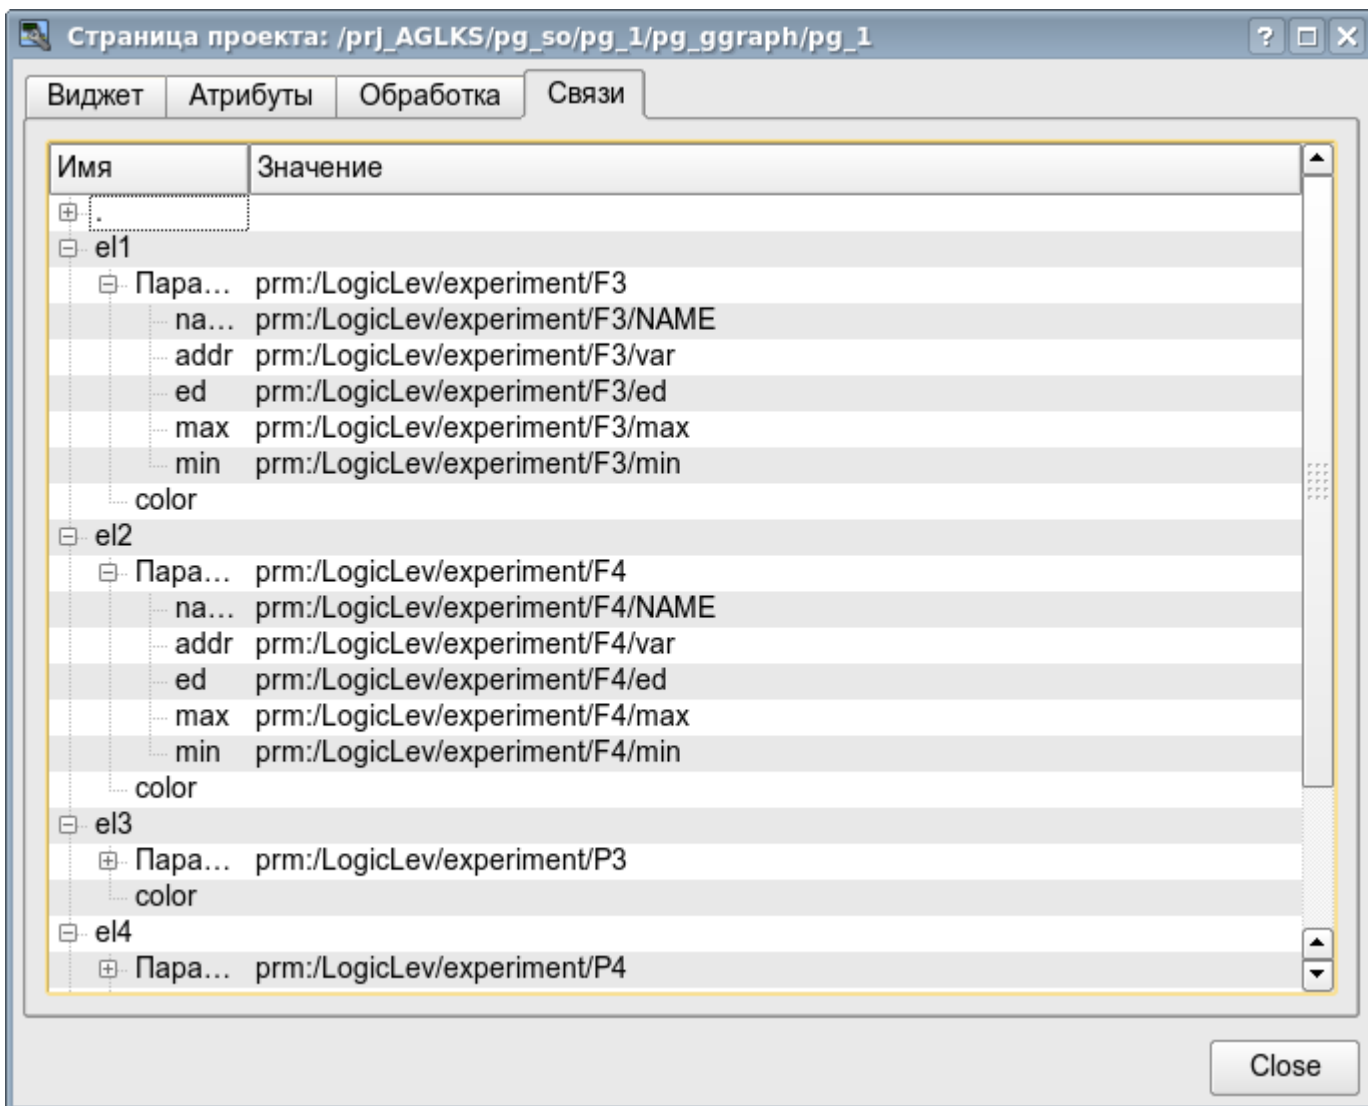 Страница проекта: /prj_AGLKS/pg_so/pg_1/pg_ggraph/pg_1
Виджет Атрибуты Обработка Связи
Имя Значение
.
el1
Пара... prm:/LogicLev/experiment/F3
na... prm:/LogicLev/experiment/F3/NAME
addr prm:/LogicLev/experiment/F3/var
ed prm:/LogicLev/experiment/F3/ed
max prm:/LogicLev/experiment/F3/max
min prm:/LogicLev/experiment/F3/min
color
el2
Пара... prm:/LogicLev/experiment/F4
na... prm:/LogicLev/experiment/F4/NAME
addr prm:/LogicLev/experiment/F4/var
ed prm:/LogicLev/experiment/F4/ed
max prm:/LogicLev/experiment/F4/max
min prm:/LogicLev/experiment/F4/min
color
el3
Пара... prm:/LogicLev/experiment/P3
color
el4
Пара... prm:/LogicLev/experiment/P4
Close